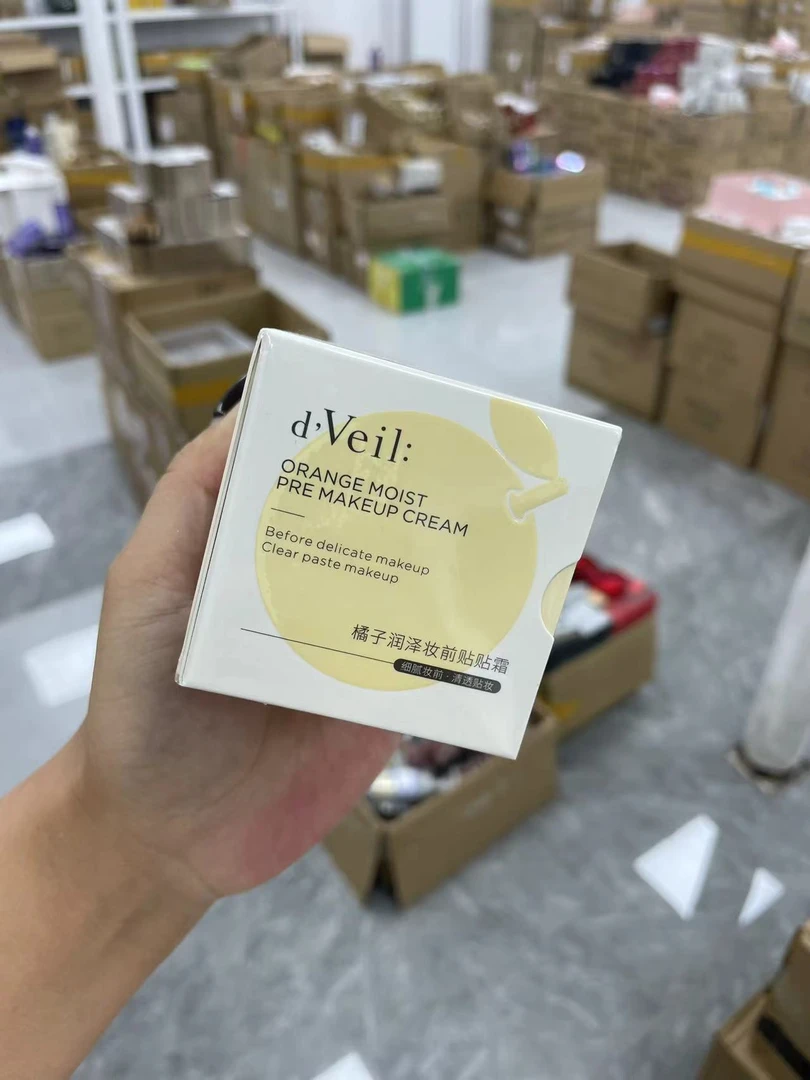 d'Veil:
ORANGE MOIST
PRE MAKEUP CREAM
Before delicate makeup
Clear paste makeup
橘子润泽妆前贴贴霜
细腻妆前·清透贴妆